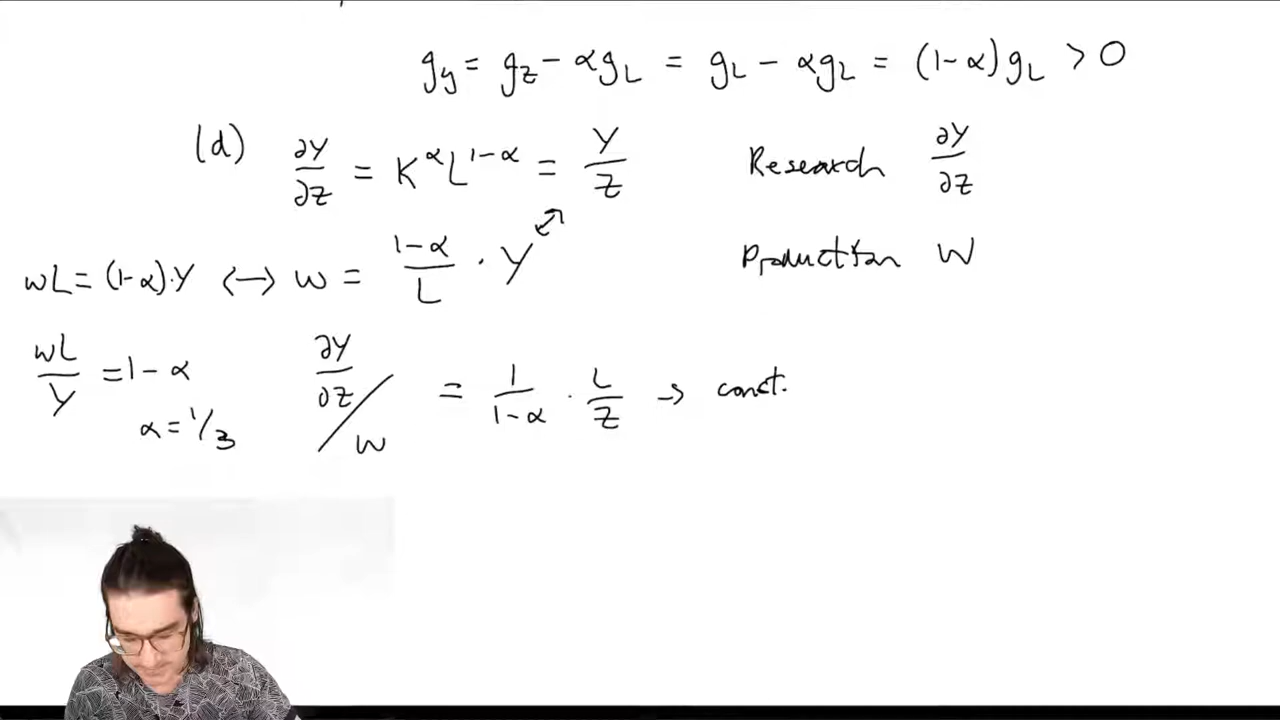 g_y = g_Z - αg_L = g_L - αg_L = (1-α)g_L > 0
(d) ∂Y/∂Z = K^α L^{1-α} = Y/Z Research ∂Y/∂Z
wL = (1-α)·Y ⟷ w = (1-α)/L · Y ↔ Production W
wL/Y = 1-α
α = 1/3
∂Y/∂Z / w = 1/(1-α) · L/Z → const.